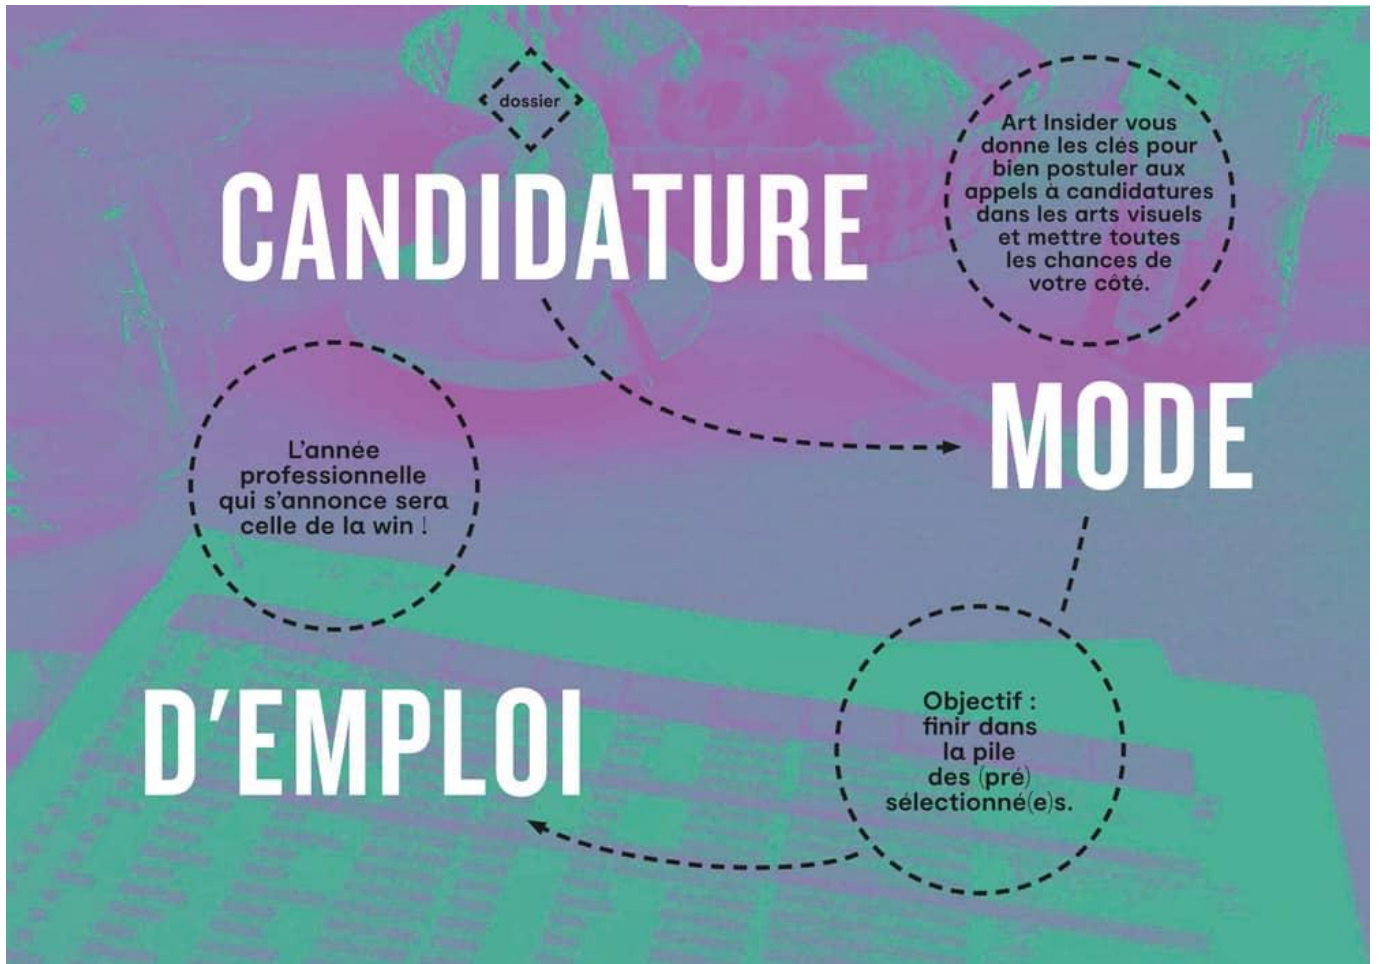 dossier
CANDIDATURE
Art Insider vous
donne les clés pour
bien postuler aux
appels à candidatures
dans les arts visuels
et mettre toutes
les chances de
votre côté.
MODE
L'année
professionnelle
qui s'annonce sera
celle de la win !
D'EMPLOI
Objectif :
finir dans
la pile
des (pré)
sélectionné(e)s.